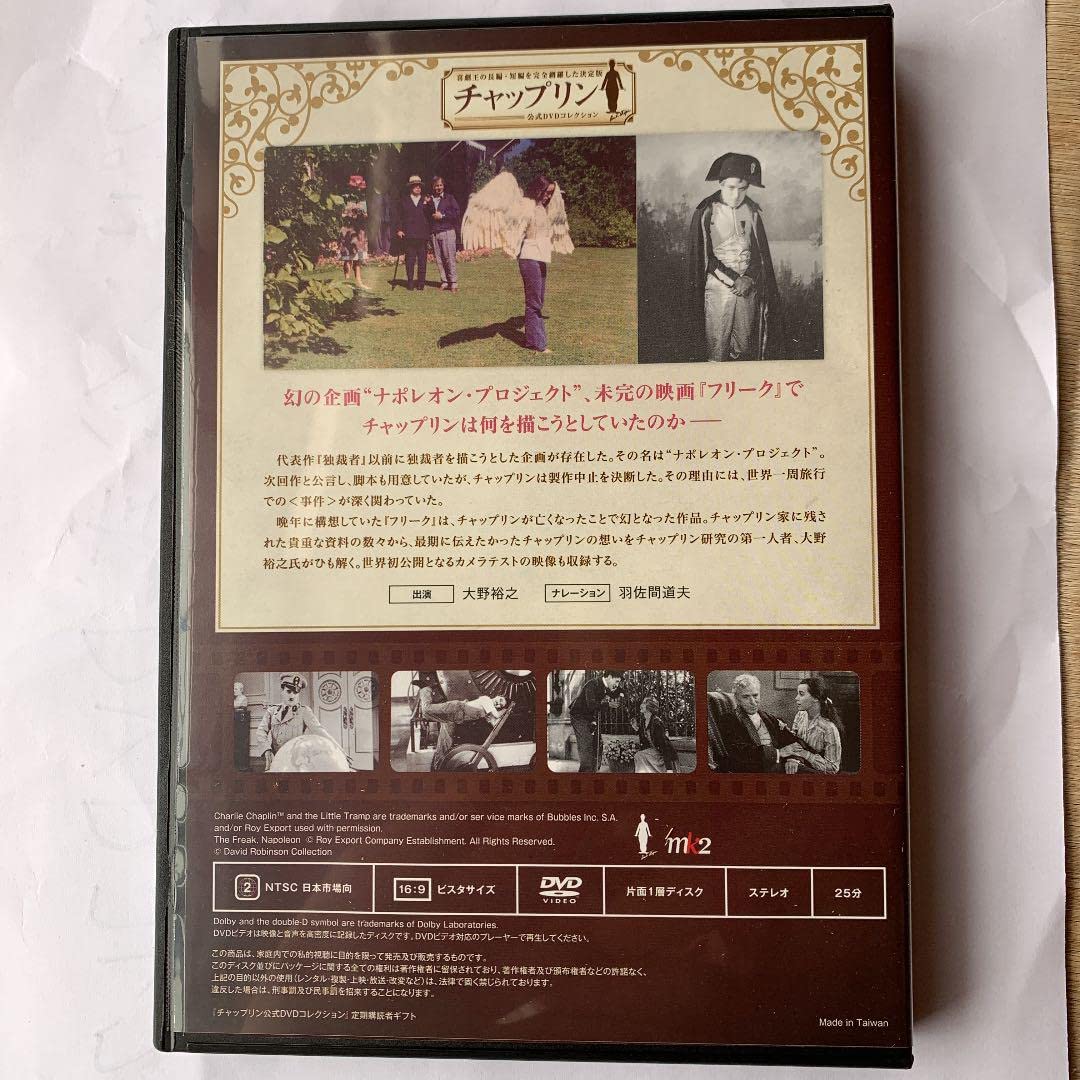 喜劇王の長編・短編を完全網羅した決定版
チャップリン
公式DVDコレクション
幻の企画“ナポレオン・プロジェクト”、未完の映画『フリーク』で
チャップリンは何を描こうとしていたのか──
代表作『独裁者』以前に独裁者を描こうとした企画が存在した。その名は“ナポレオン・プロジェクト”。
次回作と公言し、脚本も用意していたが、チャップリンは製作中止を決断した。その理由には、世界一周旅行
での＜事件＞が深く関わっていた。
晩年に構想していた『フリーク』は、チャップリンが亡くなったことで幻となった作品。チャップリン家に残さ
れた貴重な資料の数々から、最期に伝えたかったチャップリンの想いをチャップリン研究の第一人者、大野
裕之氏がひも解く。世界初公開となるカメラテストの映像も収録する。
出演 大野裕之 ナレーション 羽佐間道夫
Charlie Chaplin™ and the Little Tramp are trademarks and/or ser vice marks of Bubbles Inc. S.A.
and/or Roy Export used with permission.
The Freak, Napoleon © Roy Export Company Establishment. All Rights Reserved.
© David Robinson Collection
mk2
2 NTSC 日本市場向 16:9 ビスタサイズ DVD VIDEO 片面1層ディスク ステレオ 25分
Dolby and the double-D symbol are trademarks of Dolby Laboratories.
DVDビデオは映像と音声を高密度に記録したディスクです。DVDビデオ対応のプレーヤーで再生してください。
この商品は、家庭内での私的視聴に目的を限って発売及び販売するものです。
このディスク並びにパッケージに関する全ての権利は著作権者に留保されており、著作権者及び頒布権者などの許諾なく、
上記の目的以外の使用(レンタル・複製・上映・放送・改変など)は、法律で固く禁じられております。
違反した場合は、刑事罰及び民事罰を招来することになります。
『チャップリン公式DVDコレクション』定期購読者ギフト
Made in Taiwan